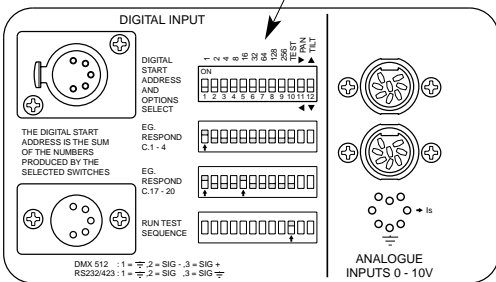 DIGITAL INPUT
DIGITAL
START
ADDRESS
AND
OPTIONS
SELECT
1 2 4 8 16 32 64 128 256 TEST ▶ PAN ▲ TILT
ON
1 2 3 4 5 6 7 8 9 10 11 12
◀ ▼
THE DIGITAL START
ADDRESS IS THE SUM
OF THE NUMBERS
PRODUCED BY THE
SELECTED SWITCHES
EG.
RESPOND
C.1 - 4
EG.
RESPOND
C.17 - 20
RUN TEST
SEQUENCE
DMX 512 : 1 = ⏚ ,2 = SIG - ,3 = SIG +
RS232/423 : 1 = ⏚ ,2 = SIG ,3 = SIG ⏚
Is
ANALOGUE
INPUTS 0 - 10V